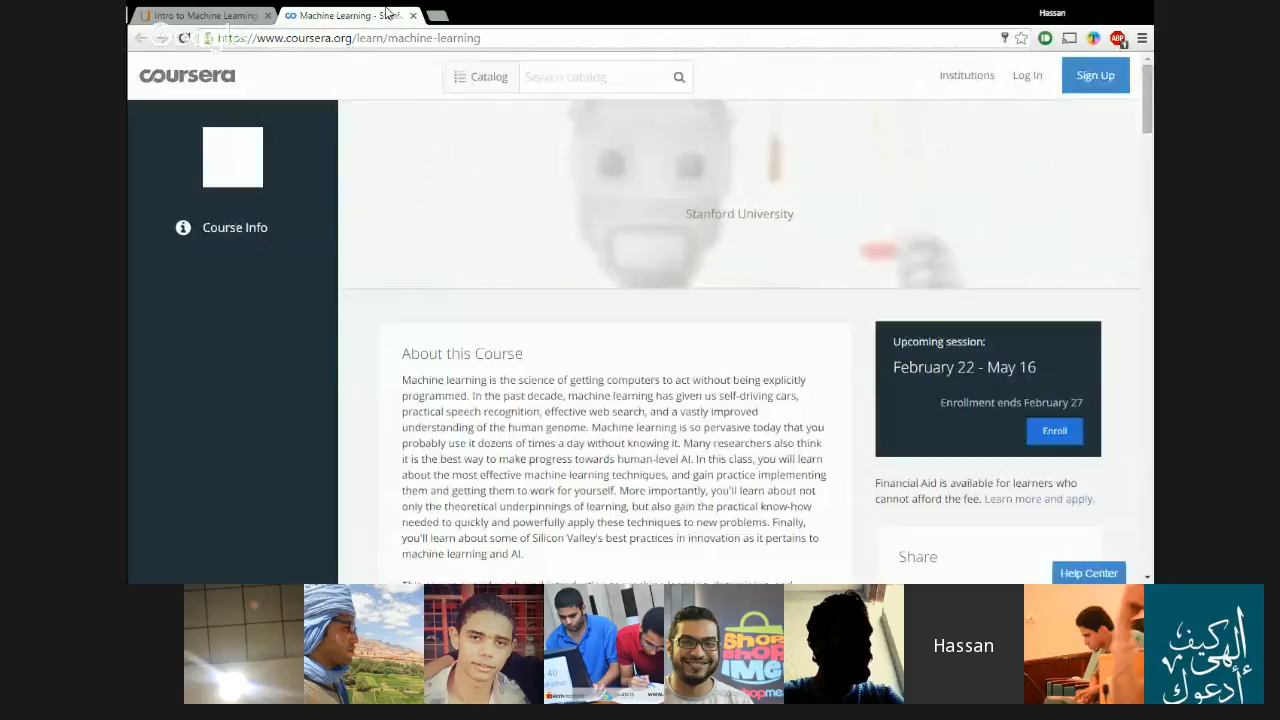 Hassan
Intro to Machine Learning
Machine Learning -
https://www.coursera.org/learn/machine-learning
ABP
1
coursera
Catalog
Search catalog
Institutions
Log In
Sign Up
Stanford University
Course Info
About this Course
Machine learning is the science of getting computers to act without being explicitly
programmed. In the past decade, machine learning has given us self-driving cars,
practical speech recognition, effective web search, and a vastly improved
understanding of the human genome. Machine learning is so pervasive today that you
probably use it dozens of times a day without knowing it. Many researchers also think
it is the best way to make progress towards human-level AI. In this class, you will learn
about the most effective machine learning techniques, and gain practice implementing
them and getting them to work for yourself. More importantly, you'll learn about not
only the theoretical underpinnings of learning, but also gain the practical know-how
needed to quickly and powerfully apply these techniques to new problems. Finally,
you'll learn about some of Silicon Valley's best practices in innovation as it pertains to
machine learning and AI.
Upcoming session:
February 22 - May 16
Enrollment ends February 27
Enroll
Financial Aid is available for learners who
cannot afford the fee. Learn more and apply.
Share
Help Center
SHOP
SHOP
ME
Hassan
إلهي
كيف
أدعوك